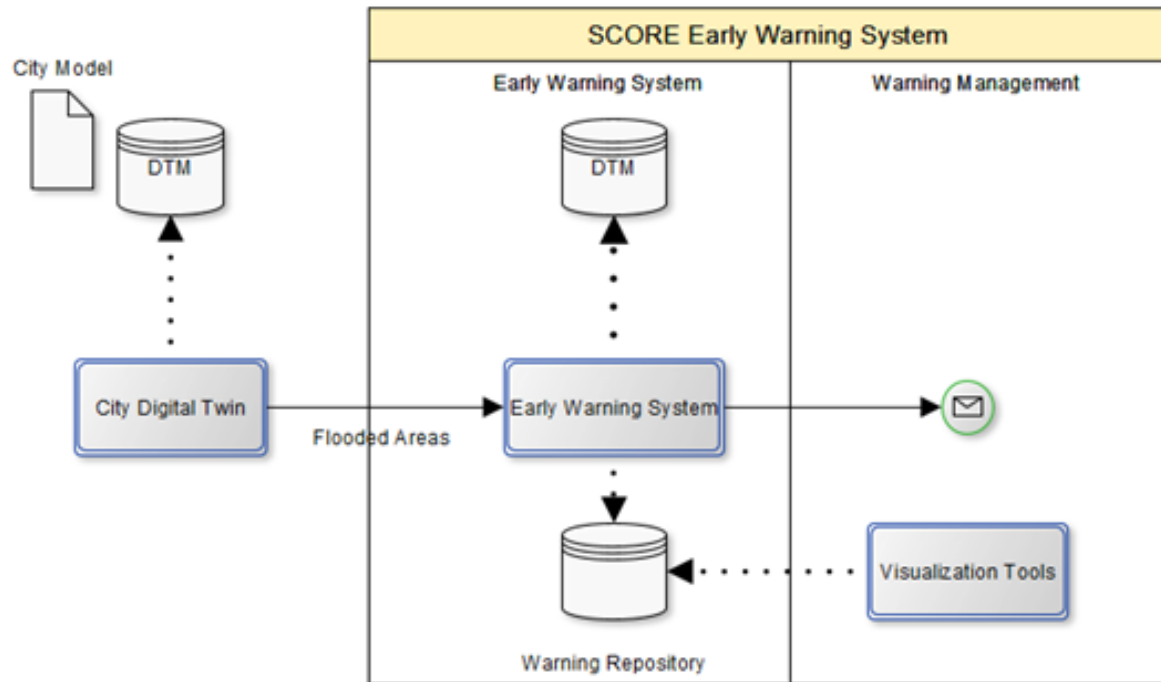 SCORE Early Warning System
City Model
Early Warning System
Warning Management
DTM
DTM
City Digital Twin
Early Warning System
Flooded Areas
Visualization Tools
Warning Repository